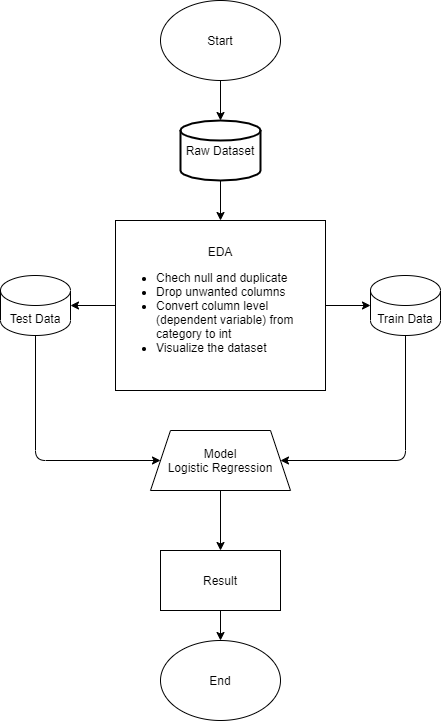 Start
Raw Dataset
EDA
Chech null and duplicate
Drop unwanted columns
Convert column level
(dependent variable) from
category to int
Visualize the dataset
Test Data
Train Data
Model
Logistic Regression
Result
End